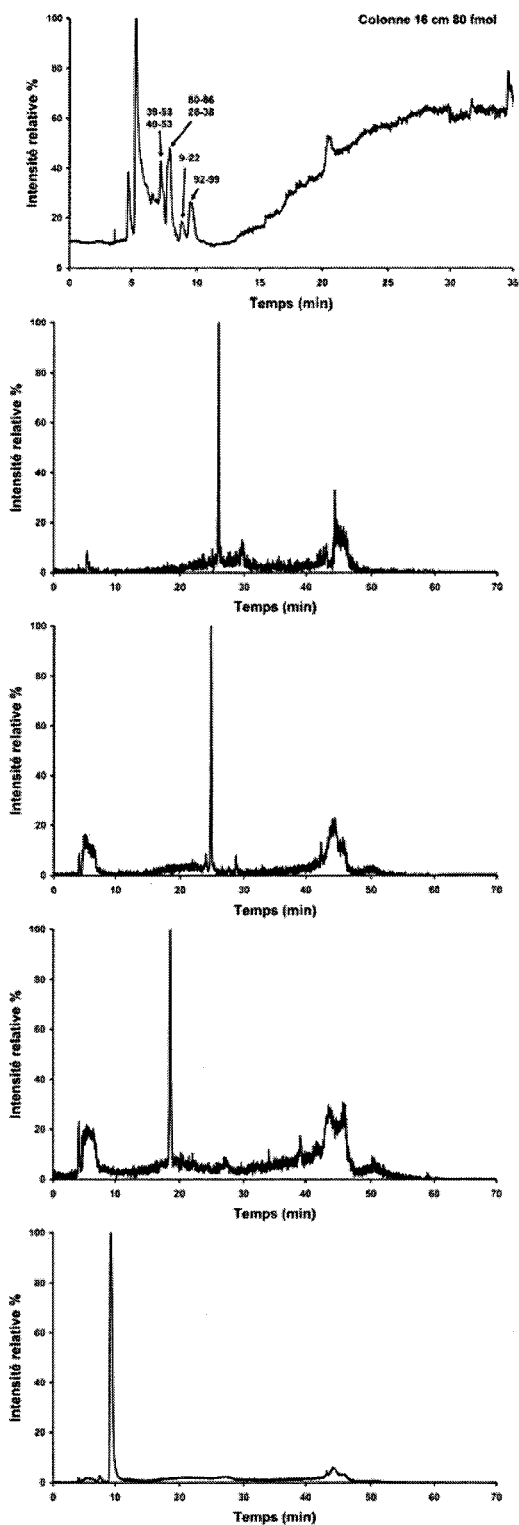 Colonne 16 cm 80 fmol
Intensité relative %
100
80
60
40
20
0
39-53
40-53
80-86
28-38
9-22
92-99
0 5 10 15 20 25 30 35
Temps (min)
Intensité relative %
100
80
60
40
20
0
0 10 20 30 40 50 60 70
Temps (min)
Intensité relative %
100
80
60
40
20
0
0 10 20 30 40 50 60 70
Temps (min)
Intensité relative %
100
80
60
40
20
0
0 10 20 30 40 50 60 70
Temps (min)
Intensité relative %
100
80
60
40
20
0
0 10 20 30 40 50 60 70
Temps (min)